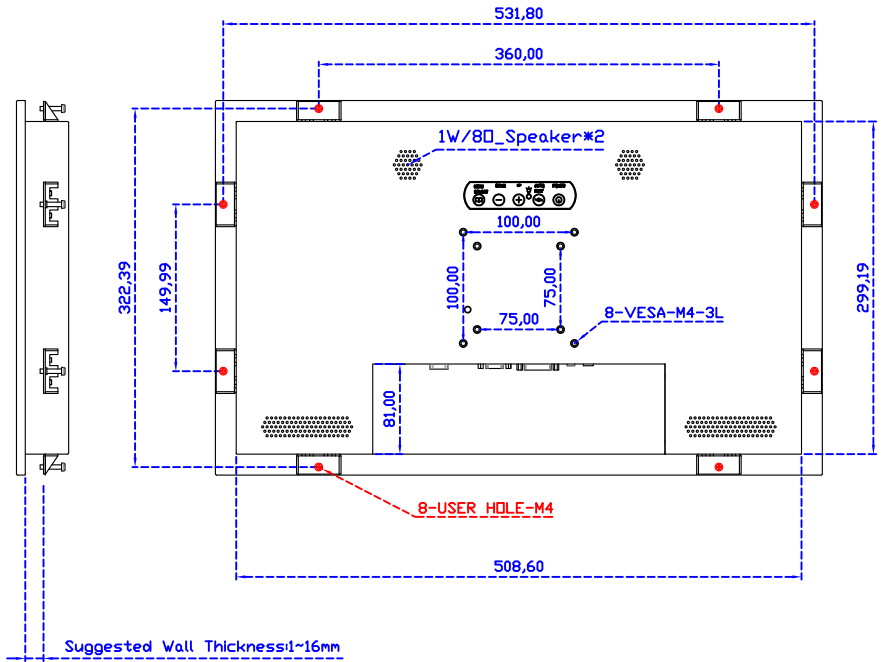 531,80
360,00
1W/8Ω_Speaker*2
100,00
100,00
75,00
75,00
322,39
149,99
299,19
8-VESA-M4-3L
81,00
8-USER HOLE-M4
508,60
Suggested Wall Thickness:1~16mm